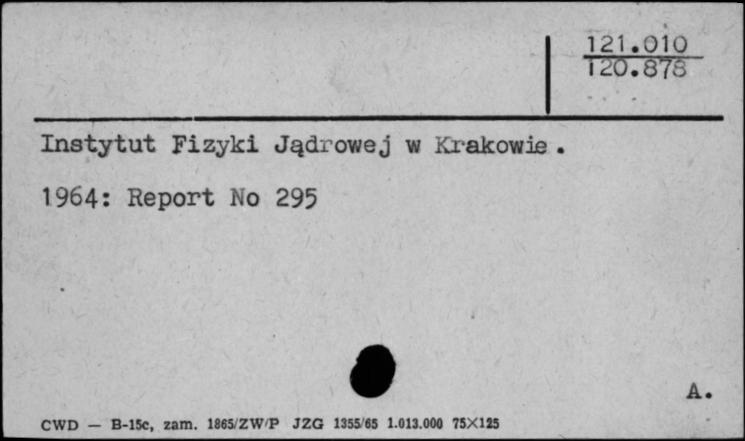 121.010
120.878
Instytut Fizyki Jądrowej w Krakowie.
1964: Report No 295
A.
CWD — B-15c, zam. 1865/ZW/P JZG 1355/65 1.013.000 75×125